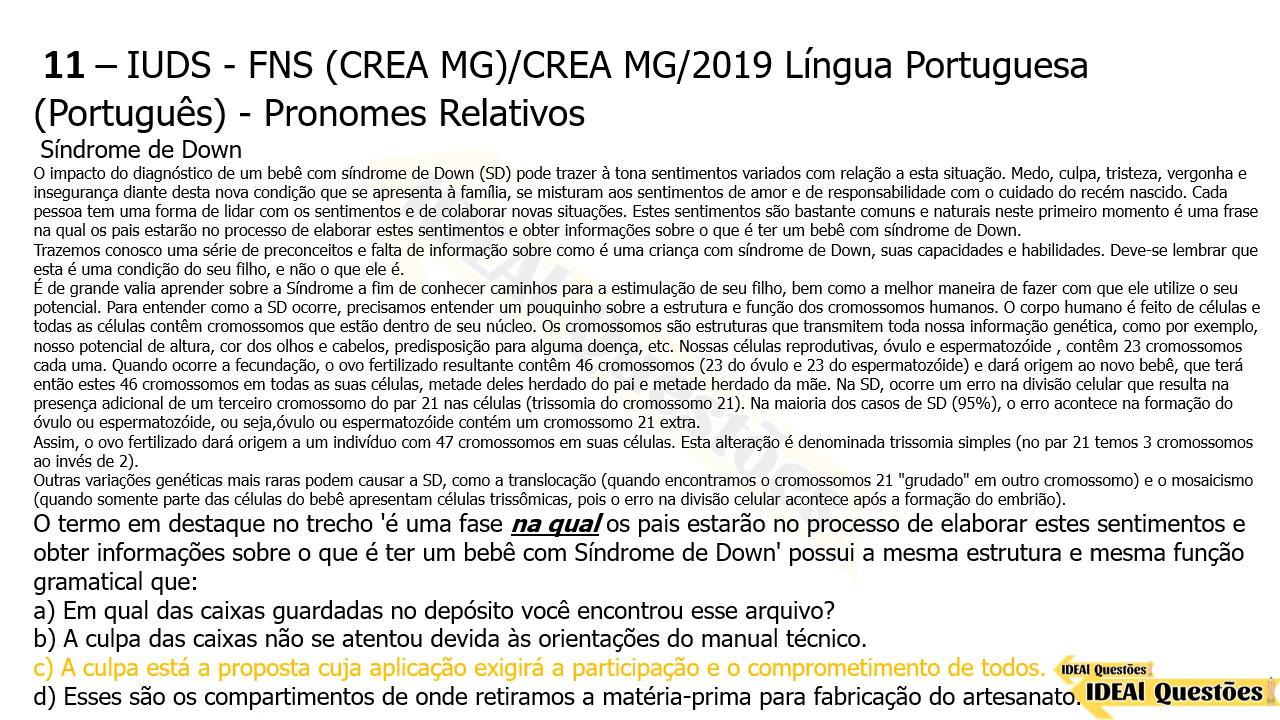 11 – IUDS - FNS (CREA MG)/CREA MG/2019 Língua Portuguesa
(Português) - Pronomes Relativos
Síndrome de Down
O impacto do diagnóstico de um bebê com síndrome de Down (SD) pode trazer à tona sentimentos variados com relação a esta situação. Medo, culpa, tristeza, vergonha e
insegurança diante desta nova condição que se apresenta à família, se misturam aos sentimentos de amor e de responsabilidade com o cuidado do recém nascido. Cada
pessoa tem uma forma de lidar com os sentimentos e de colaborar novas situações. Estes sentimentos são bastante comuns e naturais neste primeiro momento é uma frase
na qual os pais estarão no processo de elaborar estes sentimentos e obter informações sobre o que é ter um bebê com síndrome de Down.
Trazemos conosco uma série de preconceitos e falta de informação sobre como é uma criança com síndrome de Down, suas capacidades e habilidades. Deve-se lembrar que
esta é uma condição do seu filho, e não o que ele é.
É de grande valia aprender sobre a Síndrome a fim de conhecer caminhos para a estimulação de seu filho, bem como a melhor maneira de fazer com que ele utilize o seu
potencial. Para entender como a SD ocorre, precisamos entender um pouquinho sobre a estrutura e função dos cromossomos humanos. O corpo humano é feito de células e
todas as células contêm cromossomos que estão dentro de seu núcleo. Os cromossomos são estruturas que transmitem toda nossa informação genética, como por exemplo,
nosso potencial de altura, cor dos olhos e cabelos, predisposição para alguma doença, etc. Nossas células reprodutivas, óvulo e espermatozóide , contêm 23 cromossomos
cada uma. Quando ocorre a fecundação, o ovo fertilizado resultante contêm 46 cromossomos (23 do óvulo e 23 do espermatozóide) e dará origem ao novo bebê, que terá
então estes 46 cromossomos em todas as suas células, metade deles herdado do pai e metade herdado da mãe. Na SD, ocorre um erro na divisão celular que resulta na
presença adicional de um terceiro cromossomo do par 21 nas células (trissomia do cromossomo 21). Na maioria dos casos de SD (95%), o erro acontece na formação do
óvulo ou espermatozóide, ou seja,óvulo ou espermatozóide contém um cromossomo 21 extra.
Assim, o ovo fertilizado dará origem a um indivíduo com 47 cromossomos em suas células. Esta alteração é denominada trissomia simples (no par 21 temos 3 cromossomos
ao invés de 2).
Outras variações genéticas mais raras podem causar a SD, como a translocação (quando encontramos o cromossomos 21 "grudado" em outro cromossomo) e o mosaicismo
(quando somente parte das células do bebê apresentam células trissômicas, pois o erro na divisão celular acontece após a formação do embrião).
O termo em destaque no trecho 'é uma fase na qual os pais estarão no processo de elaborar estes sentimentos e
obter informações sobre o que é ter um bebê com Síndrome de Down' possui a mesma estrutura e mesma função
gramatical que:
a) Em qual das caixas guardadas no depósito você encontrou esse arquivo?
b) A culpa das caixas não se atentou devida às orientações do manual técnico.
c) A culpa está a proposta cuja aplicação exigirá a participação e o comprometimento de todos.
IDEAl Questões
d) Esses são os compartimentos de onde retiramos a matéria-prima para fabricação do artesanato.
IDEAl Questões
IDEAl Questões